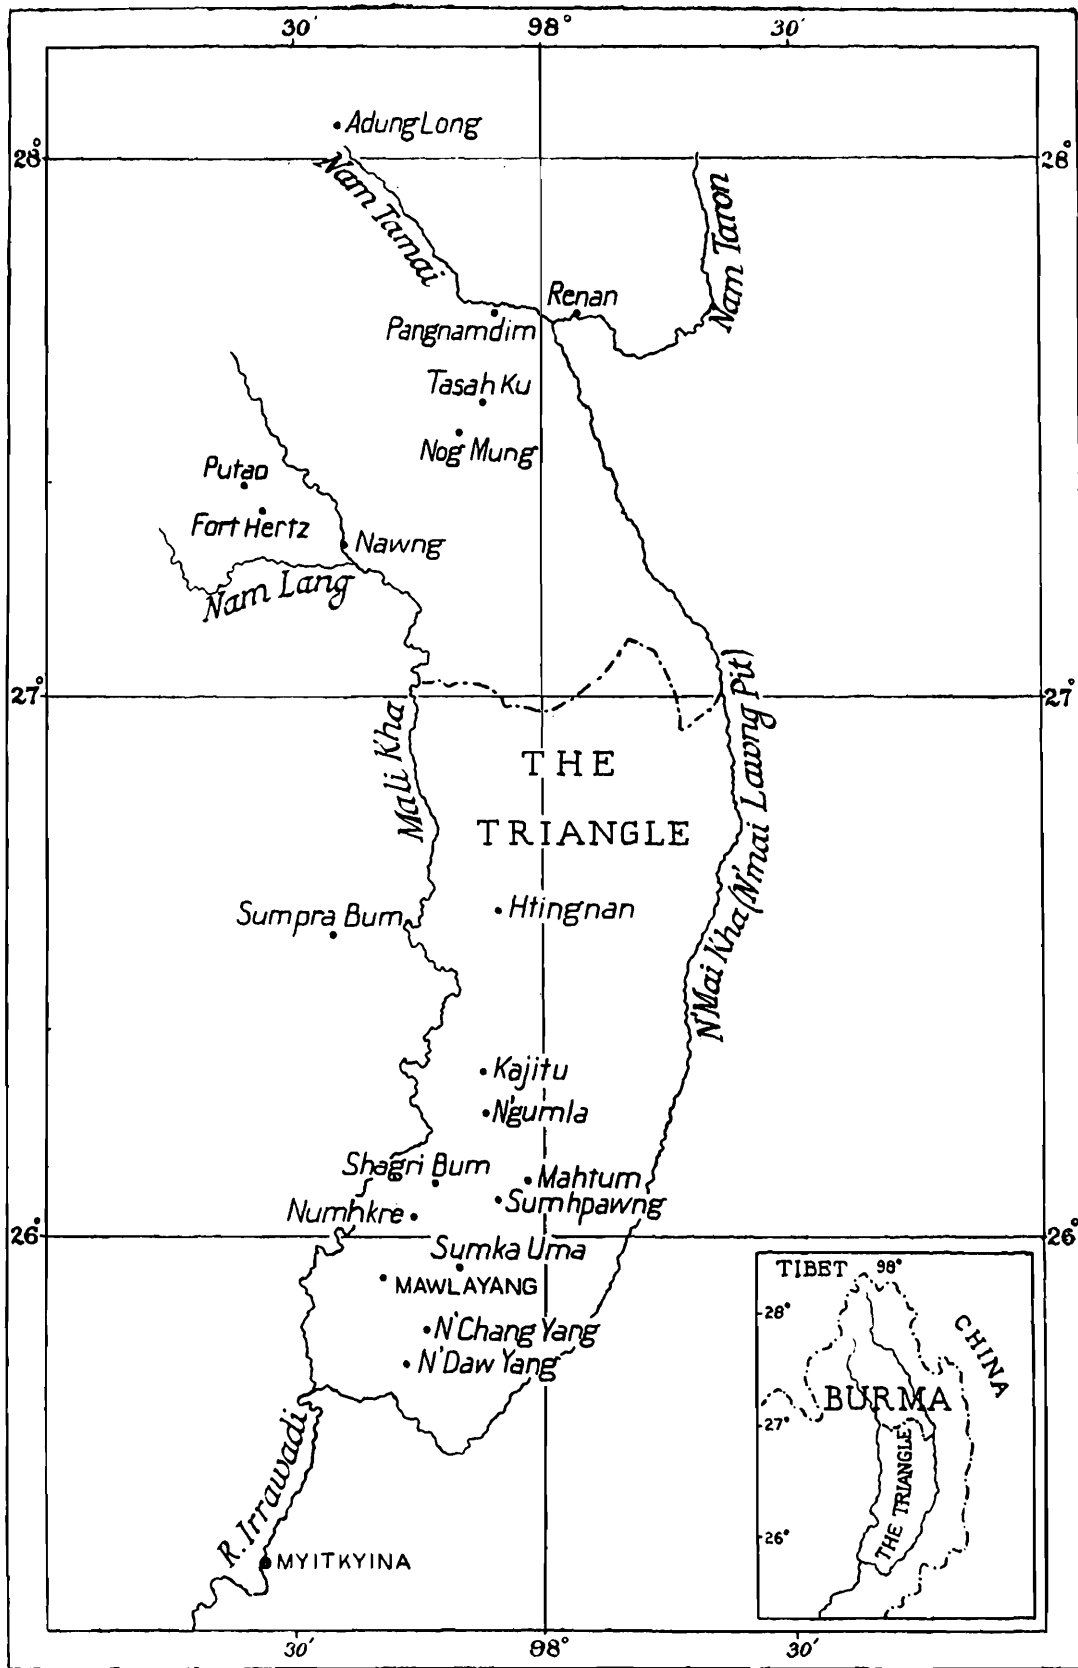 30′ 98° 30′
Adung Long
28° 28°
Nam Tamai
Nam Taron
Renan
Pangnamdim
Tasah Ku
Nog Mung
Putao
Fort Hertz
Nawng
Nam Lang
27° 27°
Mali Kha
N'Mai Kha (N'mai Lawng Pit)
THE
TRIANGLE
Sumpra Bum
Htingnan
Kajitu
N'gumla
Shagri Bum
Mahtum
Sumhpawng
Numhkre
26° 26°
Sumka Uma
MAWLAYANG
N'Chang Yang
N'Daw Yang
R. Irrawadi
MYITKYINA
30′ 98° 30′
TIBET 98°
28°
CHINA
BURMA
27°
THE TRIANGLE
26°